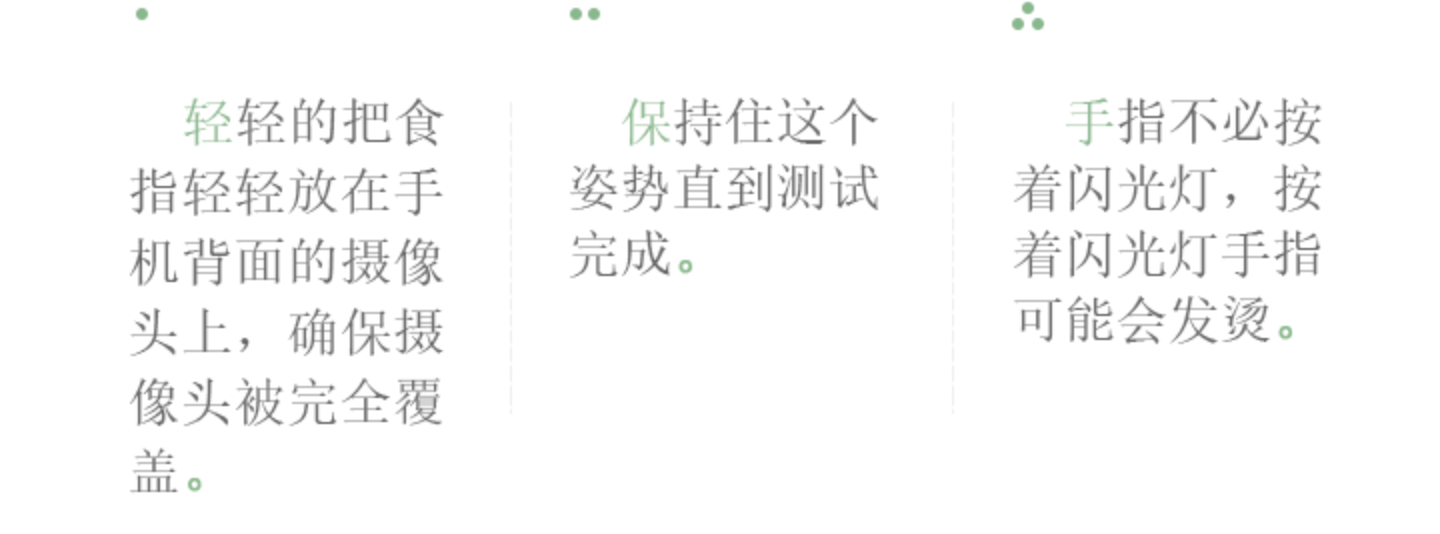 轻轻的把食
指轻轻放在手
机背面的摄像
头上，确保摄
像头被完全覆
盖。
保持住这个
姿势直到测试
完成。
手指不必按
着闪光灯，按
着闪光灯手指
可能会发烫。